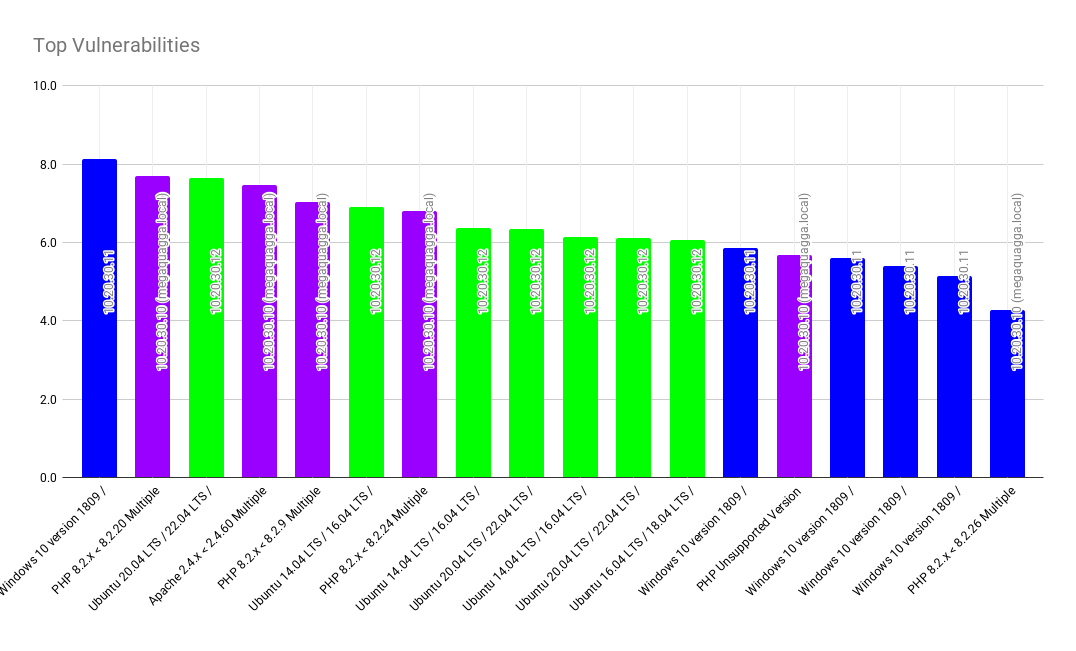 Top Vulnerabilities
10.0
8.0
6.0
4.0
2.0
0.0
10.20.30.11
10.20.30.10 (megaquagga.local)
10.20.30.12
10.20.30.10 (megaquagga.local)
10.20.30.10 (megaquagga.local)
10.20.30.12
10.20.30.10 (megaquagga.local)
10.20.30.12
10.20.30.12
10.20.30.12
10.20.30.12
10.20.30.12
10.20.30.11
10.20.30.10 (megaquagga.local)
10.20.30.11
10.20.30.11
10.20.30.11
10.20.30.10 (megaquagga.local)
Windows 10 version 1809 /
PHP 8.2.x < 8.2.20 Multiple
Ubuntu 20.04 LTS / 22.04 LTS /
Apache 2.4.x < 2.4.60 Multiple
PHP 8.2.x < 8.2.9 Multiple
Ubuntu 14.04 LTS / 16.04 LTS /
PHP 8.2.x < 8.2.24 Multiple
Ubuntu 14.04 LTS / 16.04 LTS /
Ubuntu 20.04 LTS / 22.04 LTS /
Ubuntu 14.04 LTS / 16.04 LTS /
Ubuntu 20.04 LTS / 22.04 LTS /
Ubuntu 16.04 LTS / 18.04 LTS /
Windows 10 version 1809 /
PHP Unsupported Version
Windows 10 version 1809 /
Windows 10 version 1809 /
Windows 10 version 1809 /
PHP 8.2.x < 8.2.26 Multiple